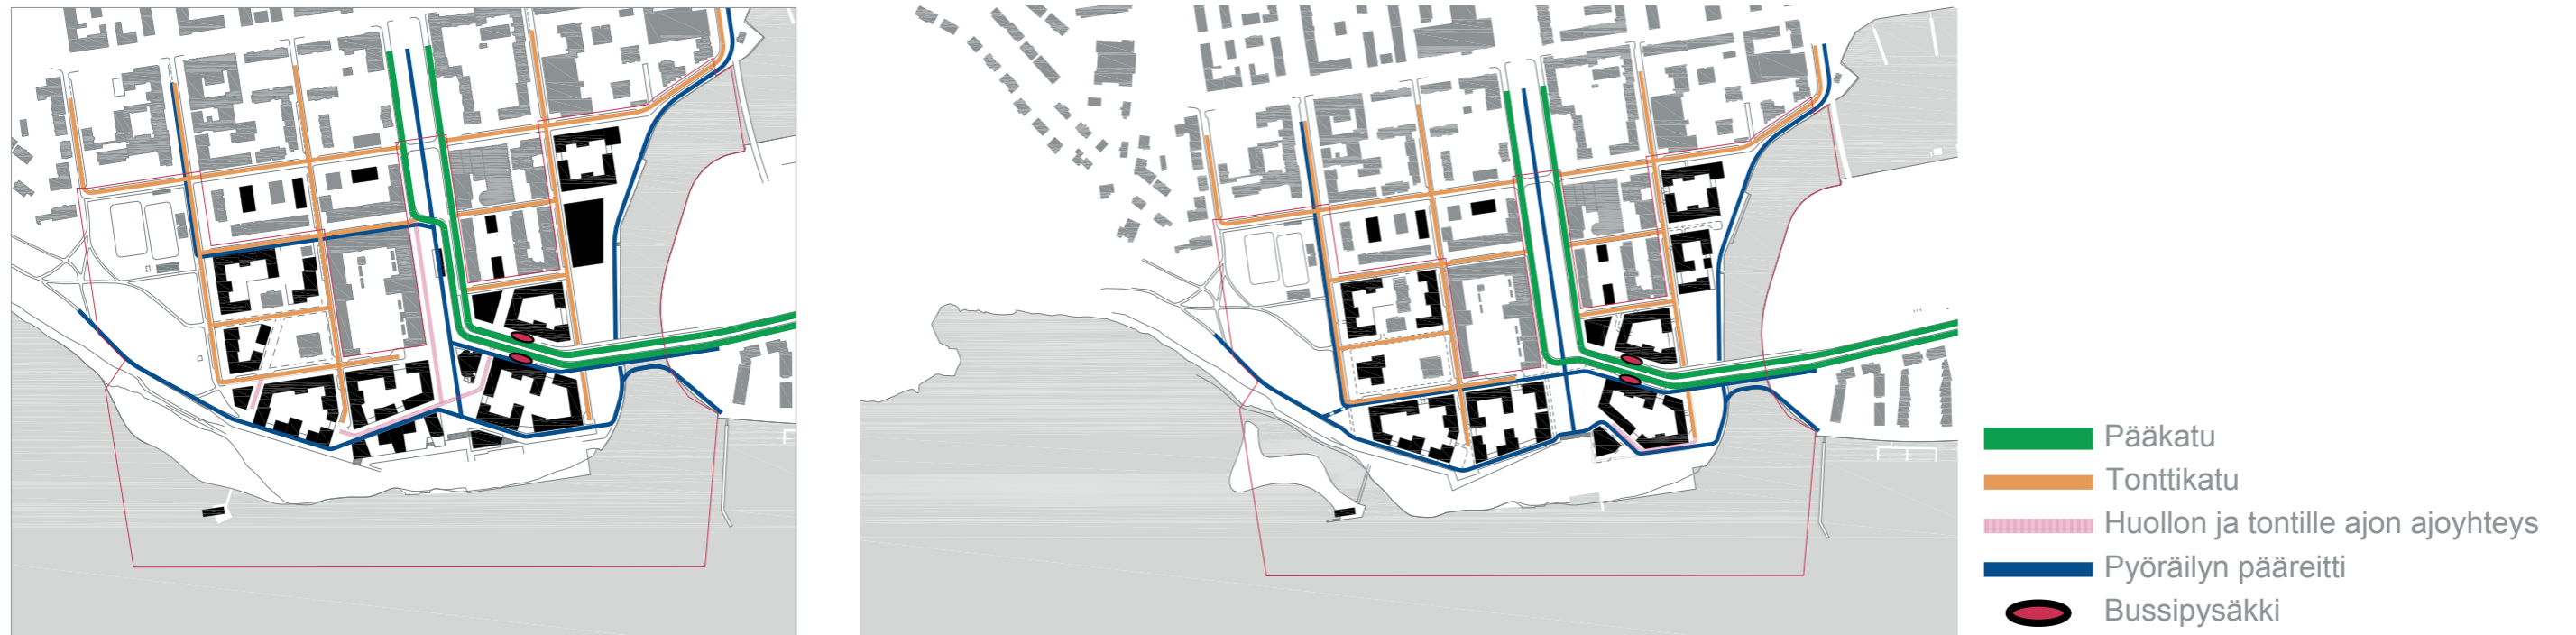 Pääkatu
Tonttikatu
Huollon ja tontille ajon ajoyhteys
Pyöräilyn pääreitti
Bussipysäkki